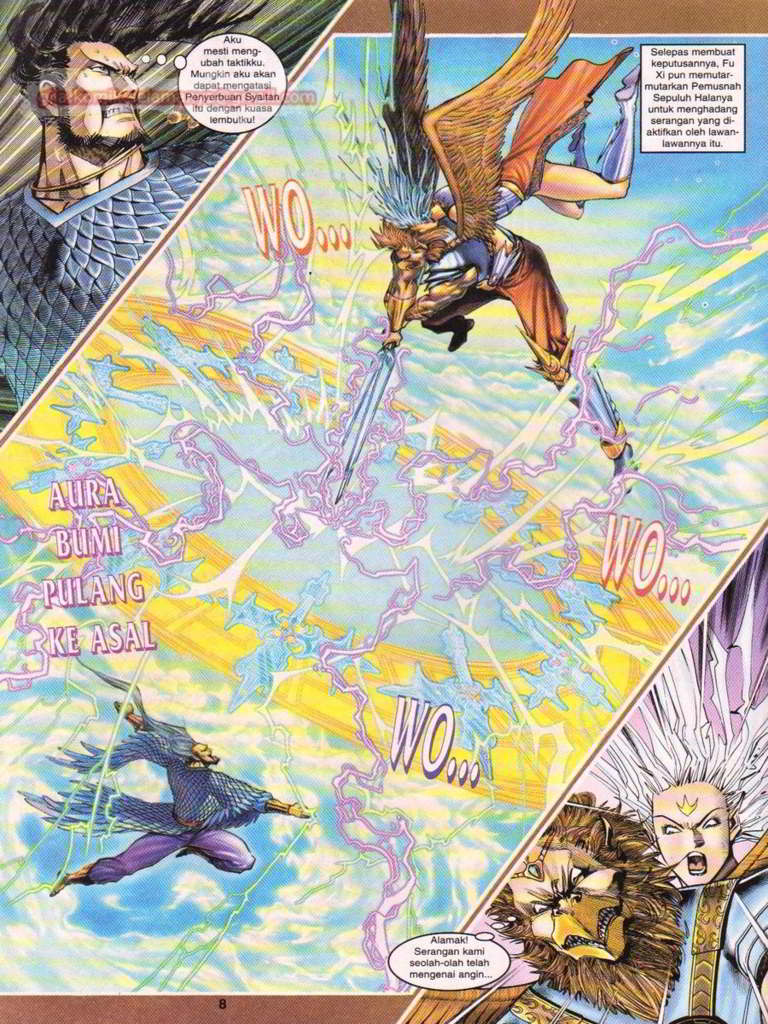 Aku
mesti meng-
ubah taktikku.
Mungkin aku akan
dapat mengatasi
Penyerbuan Syaitan
itu dengan kuasa
lembutku!
Selepas membuat
keputusannya, Fu
Xi pun memutar-
mutarkan Pemusnah
Sepuluh Halanya
untuk menghadang
serangan yang di-
aktifkan oleh lawan-
lawannya itu.
WO...
AURA
BUMI
PULANG
KE ASAL
WO...
WO...
Alamak!
Serangan kami
seolah-olah telah
mengenai angin...
8